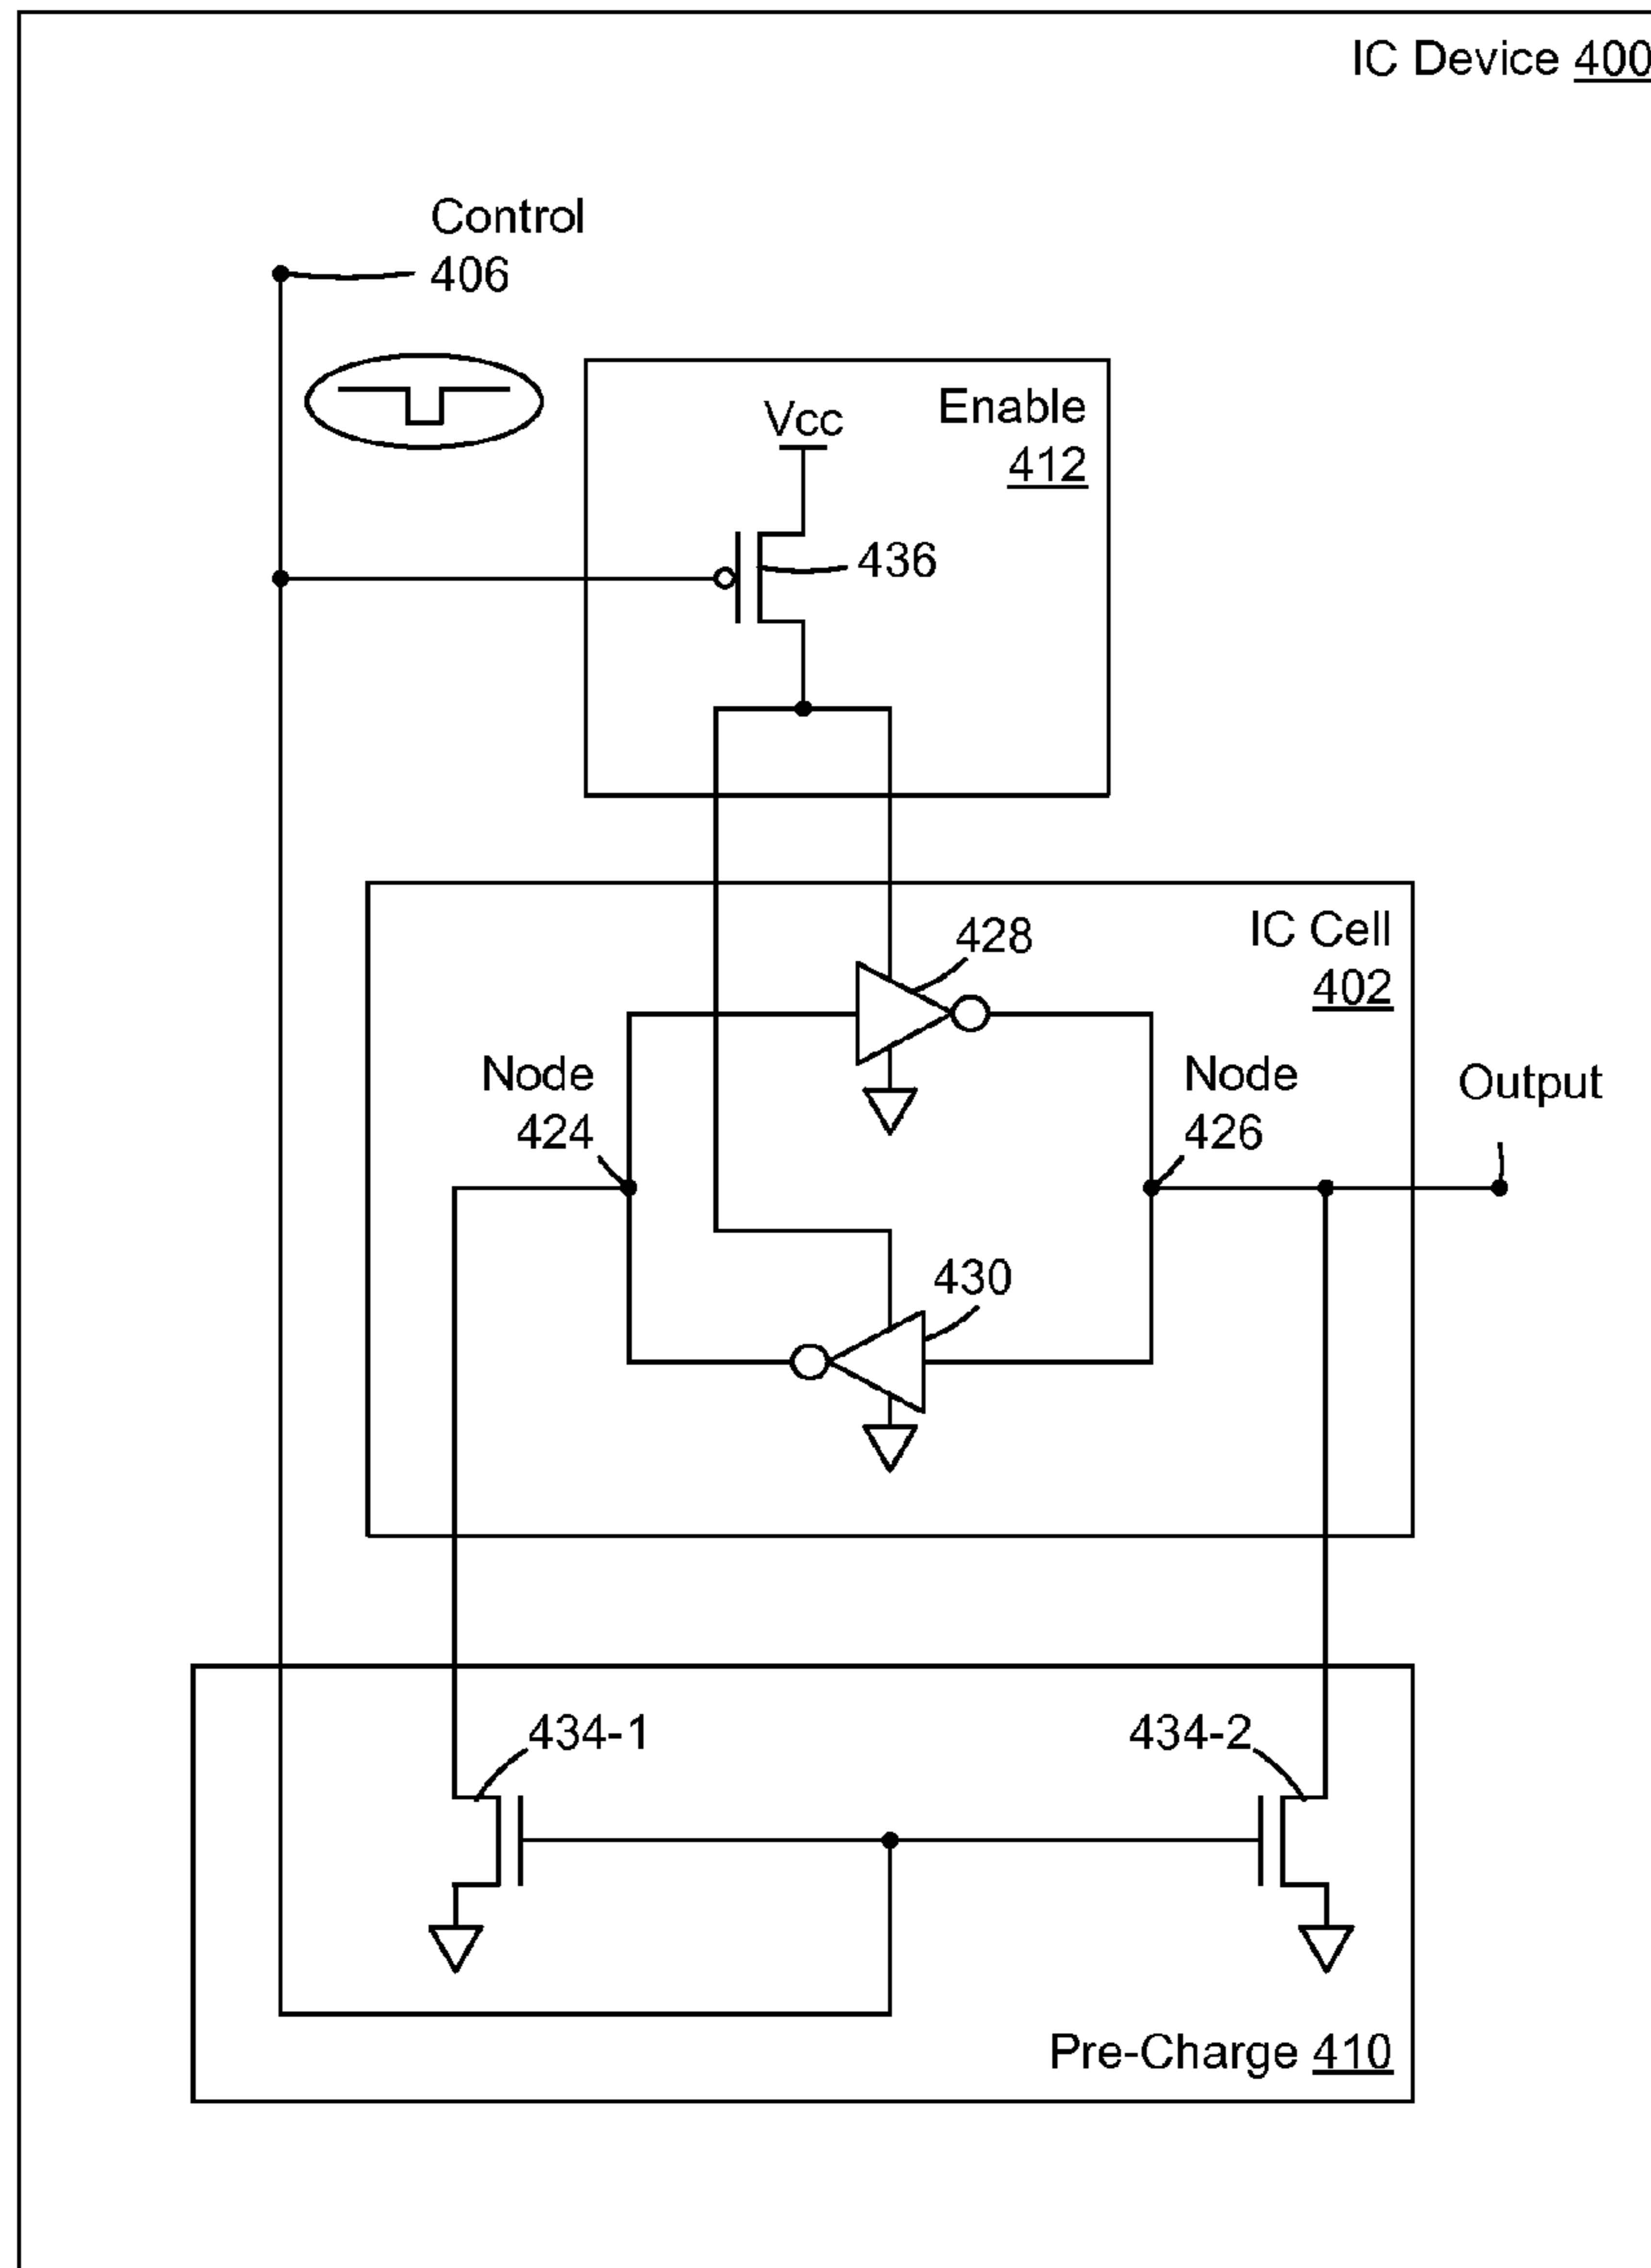 IC Device 400
Control
406
Vcc
Enable
412
436
428
IC Cell
402
Node
424
Node
426
Output
430
434-1
434-2
Pre-Charge 410